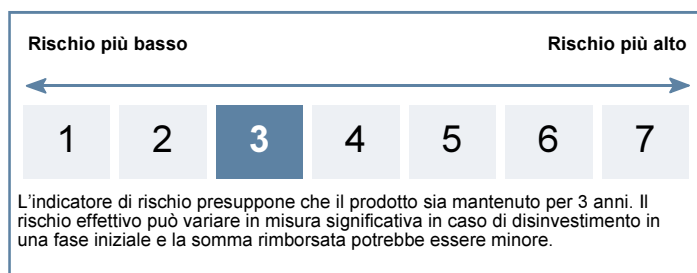 Rischio più basso Rischio più alto
1 2 3 4 5 6 7
L'indicatore di rischio presuppone che il prodotto sia mantenuto per 3 anni. Il
rischio effettivo può variare in misura significativa in caso di disinvestimento in
una fase iniziale e la somma rimborsata potrebbe essere minore.